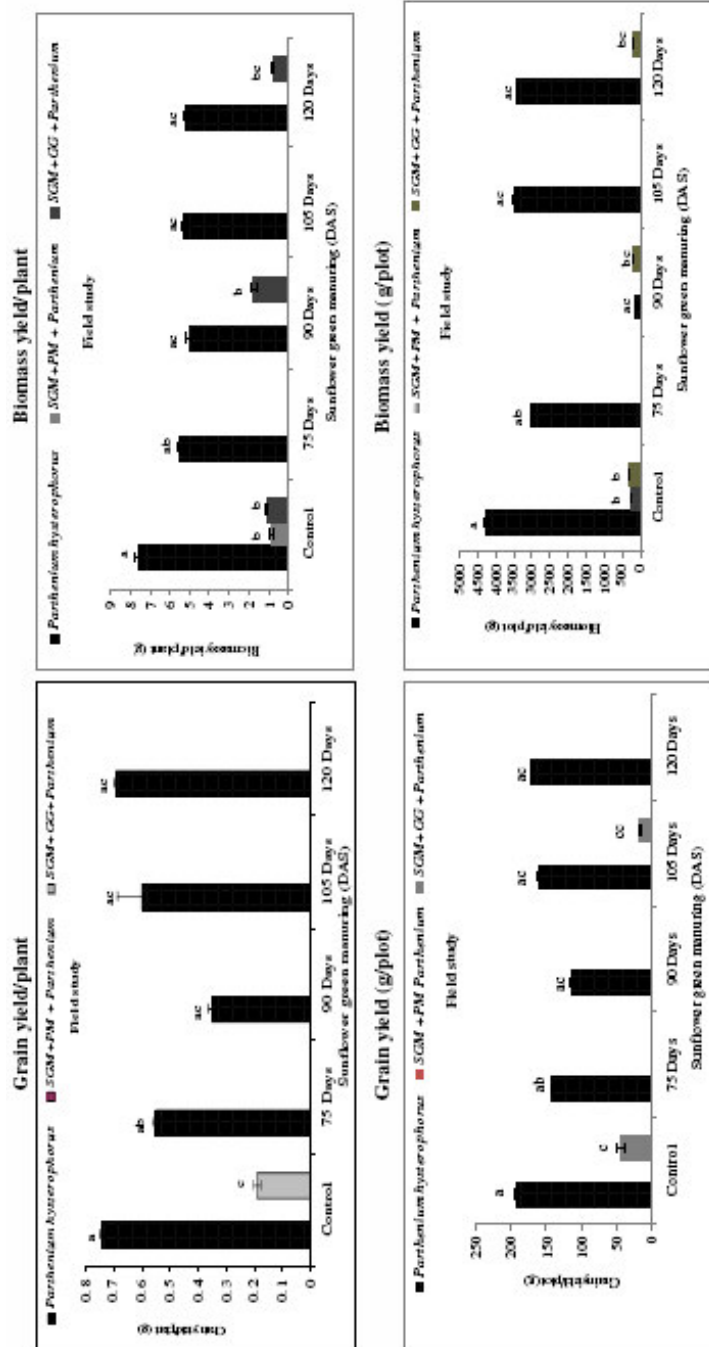 Grain yield/plant
Parthenium hysterophorus
SGM+PM + Parthenium
SGM+GG+Parthenium
Field study
Grainyield/plant (g)
0.8
0.7
0.6
0.5
0.4
0.3
0.2
0.1
0
a
c
ab
ac
ac
ac
Control
75 Days
90 Days
105 Days
120 Days
Sunflower green manuring (DAS)
Biomass yield/plant
Parthenium hysterophorus
SGM+PM + Parthenium
SGM+GG+Parthenium
Field study
Biomassyield/plant (g)
9
8
7
6
5
4
3
2
1
0
a
b
b
ab
ac
b
ac
ac
bc
Control
75 Days
90 Days
105 Days
120 Days
Sunflower green manuring (DAS)
Grain yield (g/plot)
Parthenium hysterophorus
SGM+PM Parthenium
SGM+GG+Parthenium
Field study
Grainyield/plot (g)
250
200
150
100
50
0
a
c
ab
ac
ac
cc
ac
Control
75 Days
90 Days
105 Days
120 Days
Sunflower green manuring (DAS)
Biomass yield (g/plot)
Parthenium hysterophorus
SGM+PM + Parthenium
SGM+GG+Parthenium
Field study
Biomassyield/plot (g)
5000
4500
4000
3500
3000
2500
2000
1500
1000
500
0
a
b
b
ab
ac
bc
ac
ac
bc
Control
75 Days
90 Days
105 Days
120 Days
Sunflower green manuring (DAS)